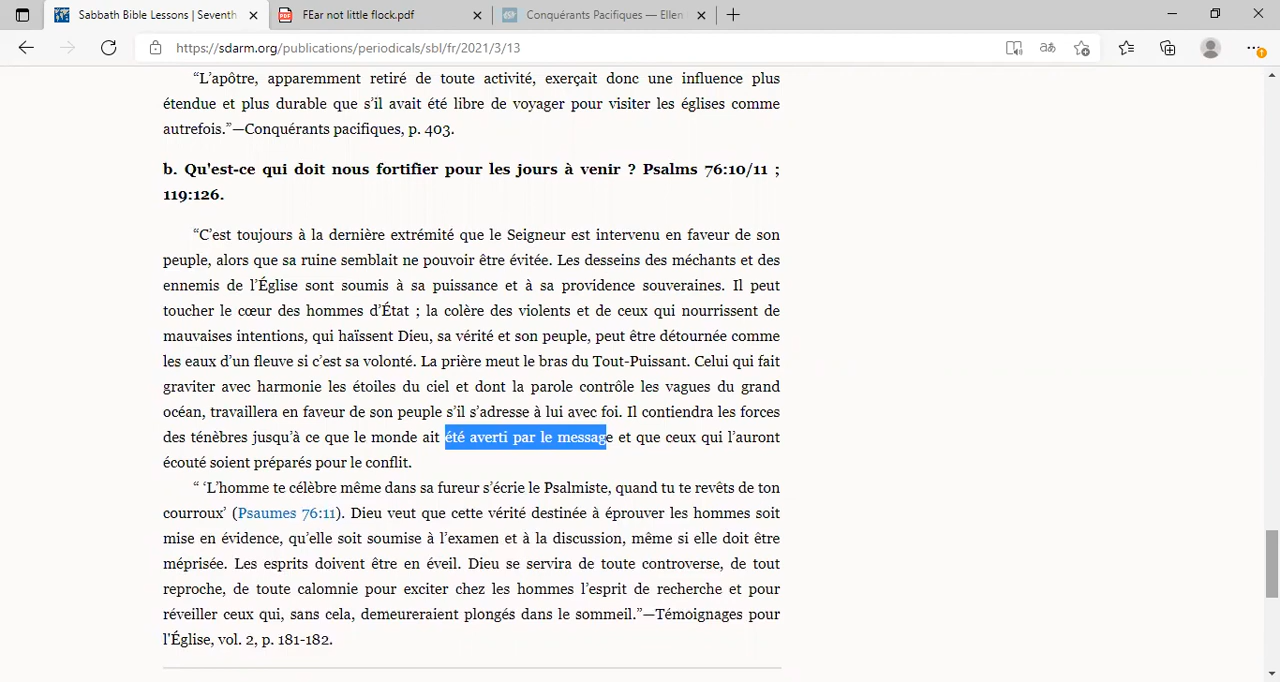 Sabbath Bible Lessons | Seventh
FEar not little flock.pdf
Conquérants Pacifiques — Ellen
https://sdarm.org/publications/periodicals/sbl/fr/2021/3/13
“L’apôtre, apparemment retiré de toute activité, exerçait donc une influence plus
étendue et plus durable que s’il avait été libre de voyager pour visiter les églises comme
autrefois.”—Conquérants pacifiques, p. 403.
b. Qu'est-ce qui doit nous fortifier pour les jours à venir ? Psalms 76:10/11 ;
119:126.
“C’est toujours à la dernière extrémité que le Seigneur est intervenu en faveur de son
peuple, alors que sa ruine semblait ne pouvoir être évitée. Les desseins des méchants et des
ennemis de l’Église sont soumis à sa puissance et à sa providence souveraines. Il peut
toucher le cœur des hommes d’État ; la colère des violents et de ceux qui nourrissent de
mauvaises intentions, qui haïssent Dieu, sa vérité et son peuple, peut être détournée comme
les eaux d’un fleuve si c’est sa volonté. La prière meut le bras du Tout-Puissant. Celui qui fait
graviter avec harmonie les étoiles du ciel et dont la parole contrôle les vagues du grand
océan, travaillera en faveur de son peuple s’il s’adresse à lui avec foi. Il contiendra les forces
des ténèbres jusqu’à ce que le monde ait été averti par le message et que ceux qui l’auront
écouté soient préparés pour le conflit.
“ ‘L’homme te célèbre même dans sa fureur s’écrie le Psalmiste, quand tu te revêts de ton
courroux’ (Psaumes 76:11). Dieu veut que cette vérité destinée à éprouver les hommes soit
mise en évidence, qu’elle soit soumise à l’examen et à la discussion, même si elle doit être
méprisée. Les esprits doivent être en éveil. Dieu se servira de toute controverse, de tout
reproche, de toute calomnie pour exciter chez les hommes l’esprit de recherche et pour
réveiller ceux qui, sans cela, demeureraient plongés dans le sommeil.”—Témoignages pour
l'Église, vol. 2, p. 181-182.